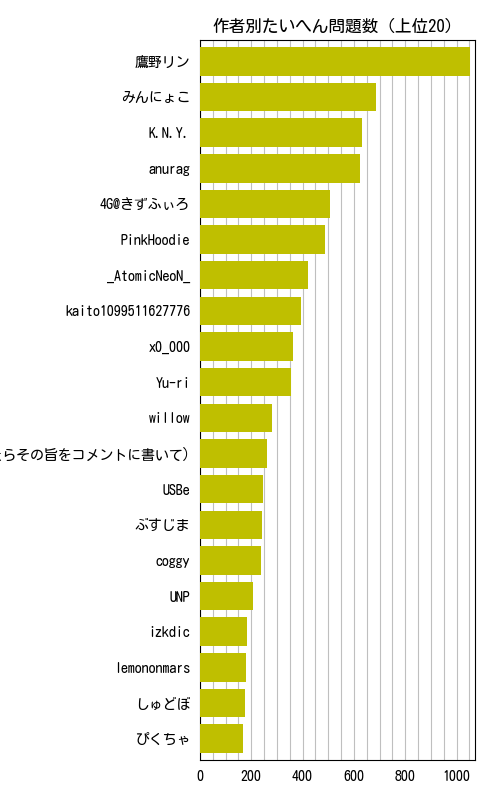 作者別たいへん問題数（上位20）
鷹野リン
みんにょこ
K.N.Y.
anurag
4G@きずふぃろ
PinkHoodie
_AtomicNeoN_
kaito1099511627776
x0_000
Yu-ri
willow
らその旨をコメントに書いて）
USBe
ぶすじま
coggy
UNP
izkdic
lemononmars
しゅどぼ
ぴくちゃ
0 200 400 600 800 1000